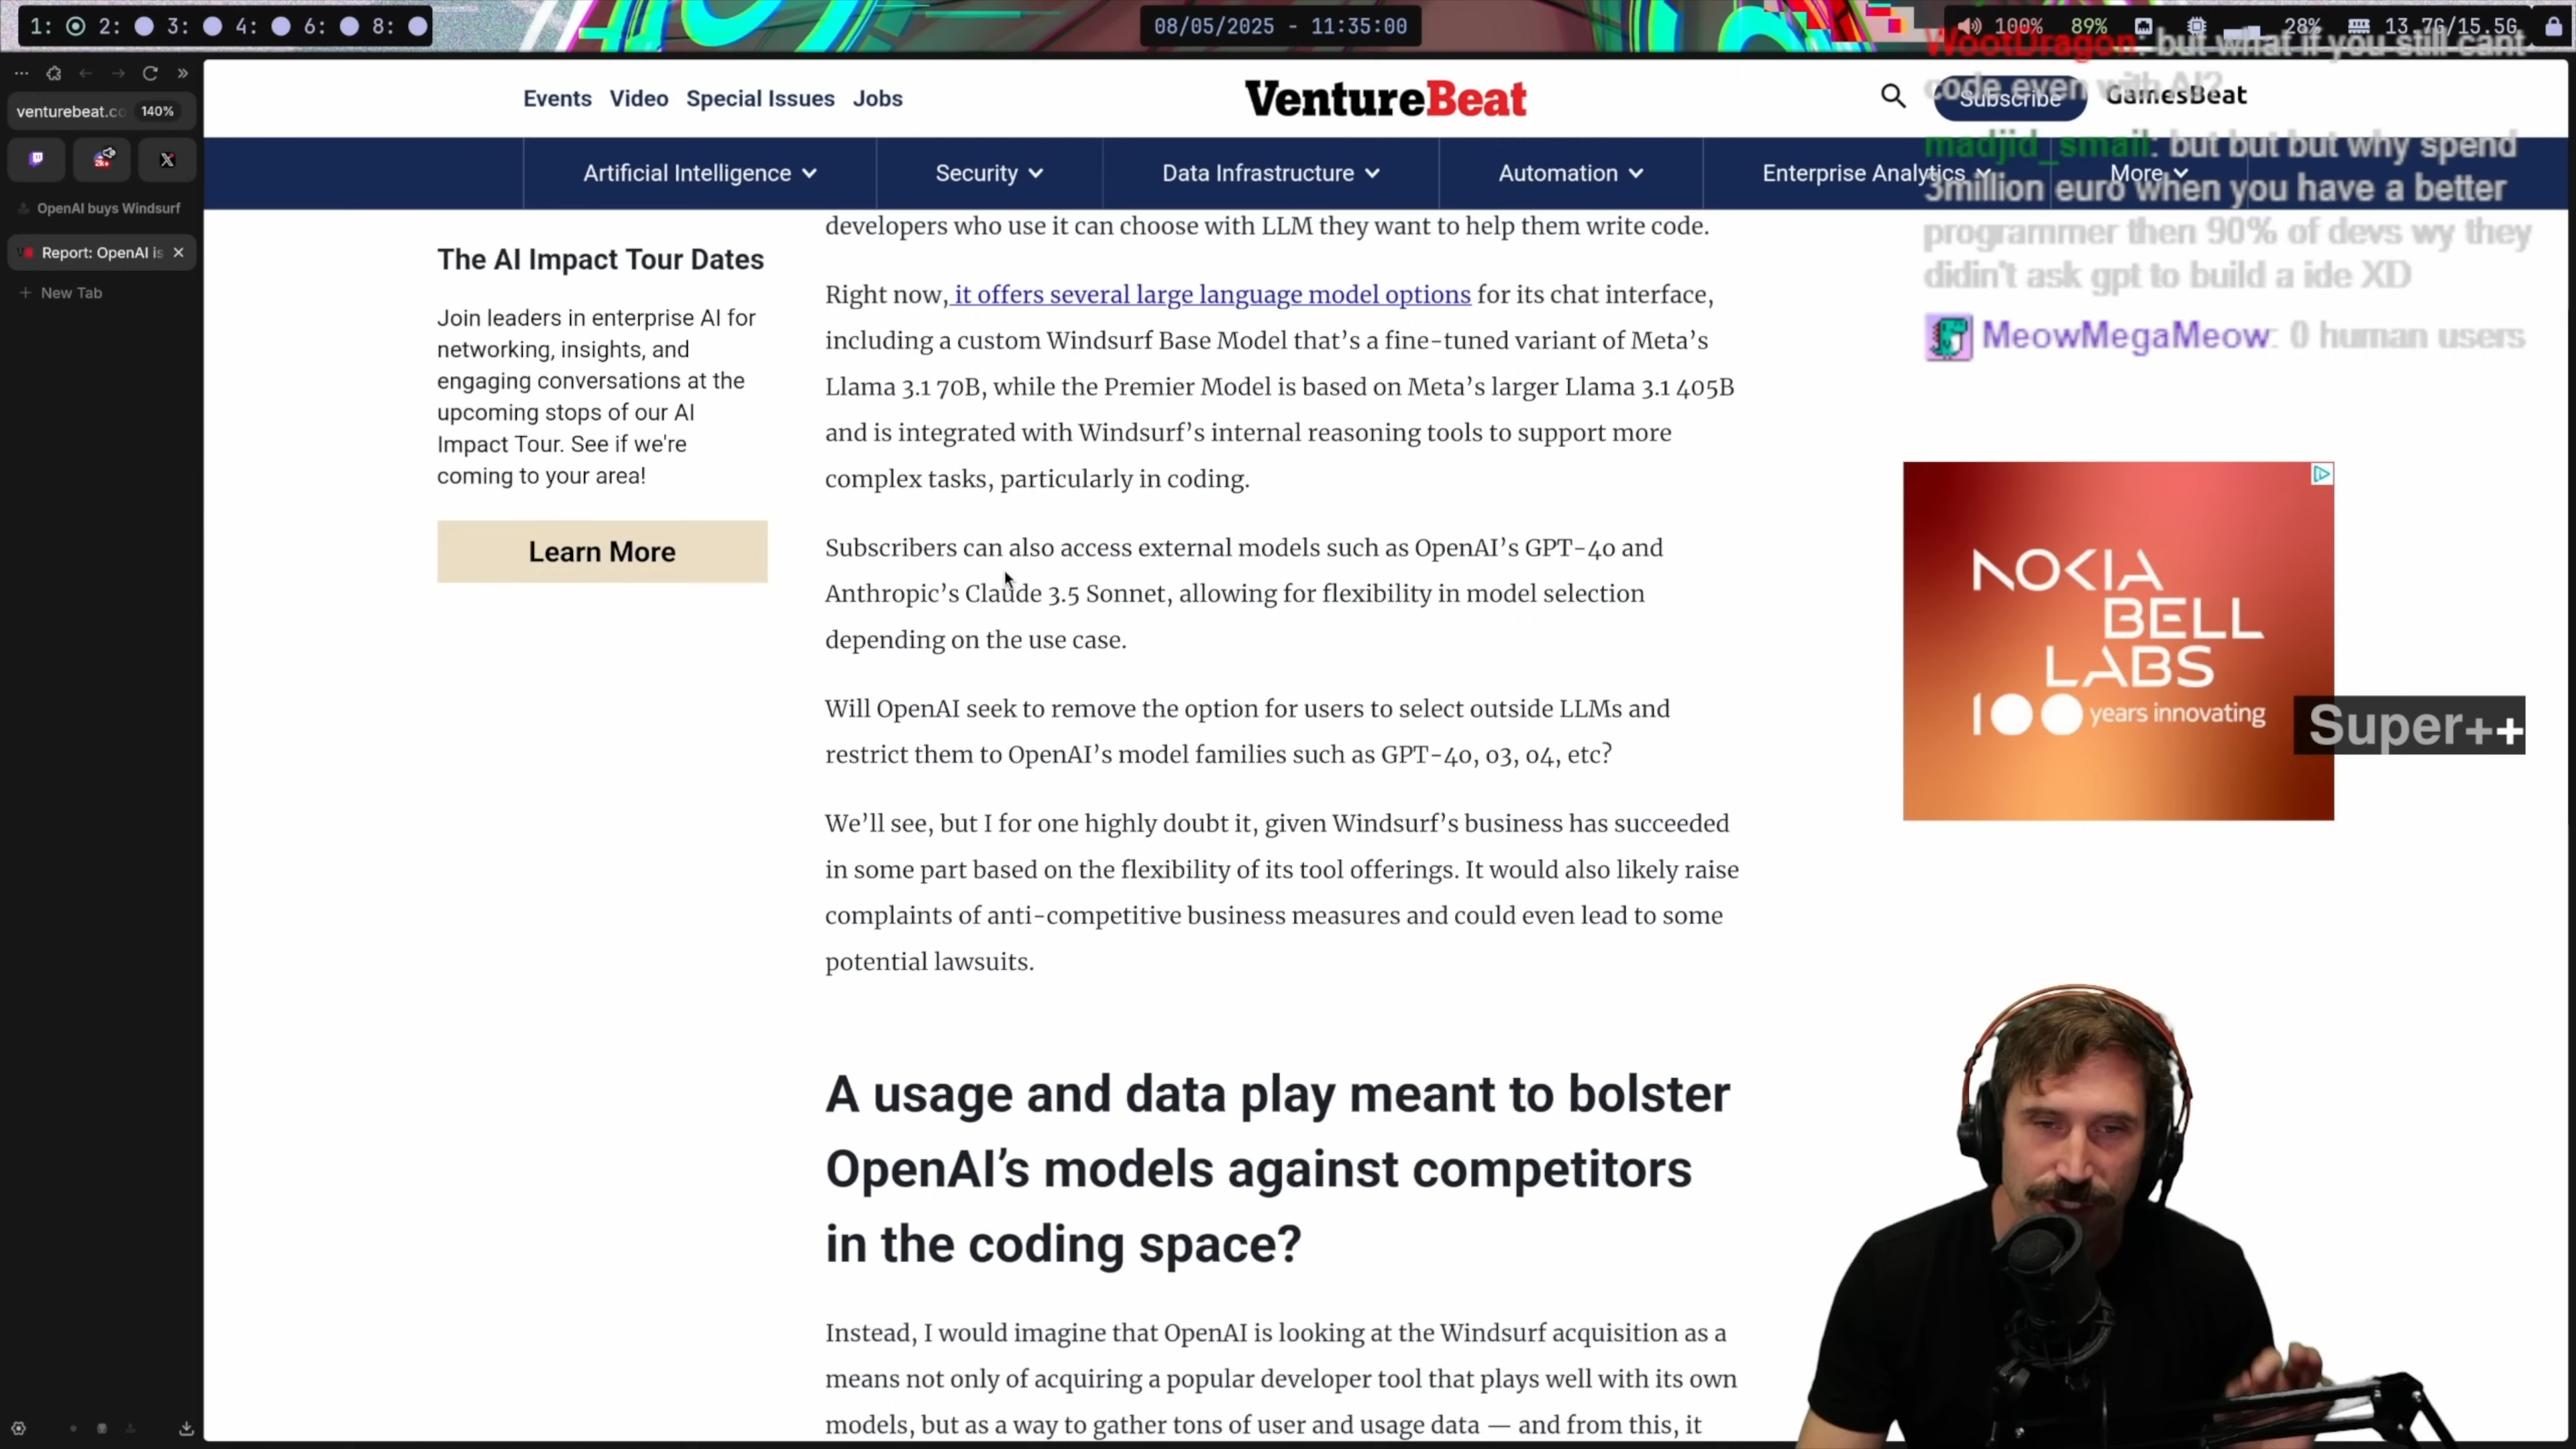 1: 2: 3: 4: 6: 8:
08/05/2025 - 11:35:00
100% 89% 28% 13.7G/15.5G
venturebeat.co 140%
OpenAI buys Windsurf
Report: OpenAI is
New Tab
Events Video Special Issues Jobs
VentureBeat
Subscribe
GamesBeat
Artificial Intelligence
Security
Data Infrastructure
Automation
Enterprise Analytics
More
WootDragon: but what if you still cant
code even with AI?
madjid_smail: but but but why spend
3million euro when you have a better
programmer then 90% of devs wy they
didin't ask gpt to build a ide XD
MeowMegaMeow: 0 human users
The AI Impact Tour Dates
Join leaders in enterprise AI for
networking, insights, and
engaging conversations at the
upcoming stops of our AI
Impact Tour. See if we're
coming to your area!
Learn More
developers who use it can choose with LLM they want to help them write code.
Right now, it offers several large language model options for its chat interface,
including a custom Windsurf Base Model that’s a fine-tuned variant of Meta’s
Llama 3.1 70B, while the Premier Model is based on Meta’s larger Llama 3.1 405B
and is integrated with Windsurf’s internal reasoning tools to support more
complex tasks, particularly in coding.
Subscribers can also access external models such as OpenAI’s GPT-4o and
Anthropic’s Claude 3.5 Sonnet, allowing for flexibility in model selection
depending on the use case.
Will OpenAI seek to remove the option for users to select outside LLMs and
restrict them to OpenAI’s model families such as GPT-4o, o3, o4, etc?
We’ll see, but I for one highly doubt it, given Windsurf’s business has succeeded
in some part based on the flexibility of its tool offerings. It would also likely raise
complaints of anti-competitive business measures and could even lead to some
potential lawsuits.
A usage and data play meant to bolster
OpenAI’s models against competitors
in the coding space?
Instead, I would imagine that OpenAI is looking at the Windsurf acquisition as a
means not only of acquiring a popular developer tool that plays well with its own
models, but as a way to gather tons of user and usage data — and from this, it
NOKIA
BELL
LABS
100 years innovating
Super++